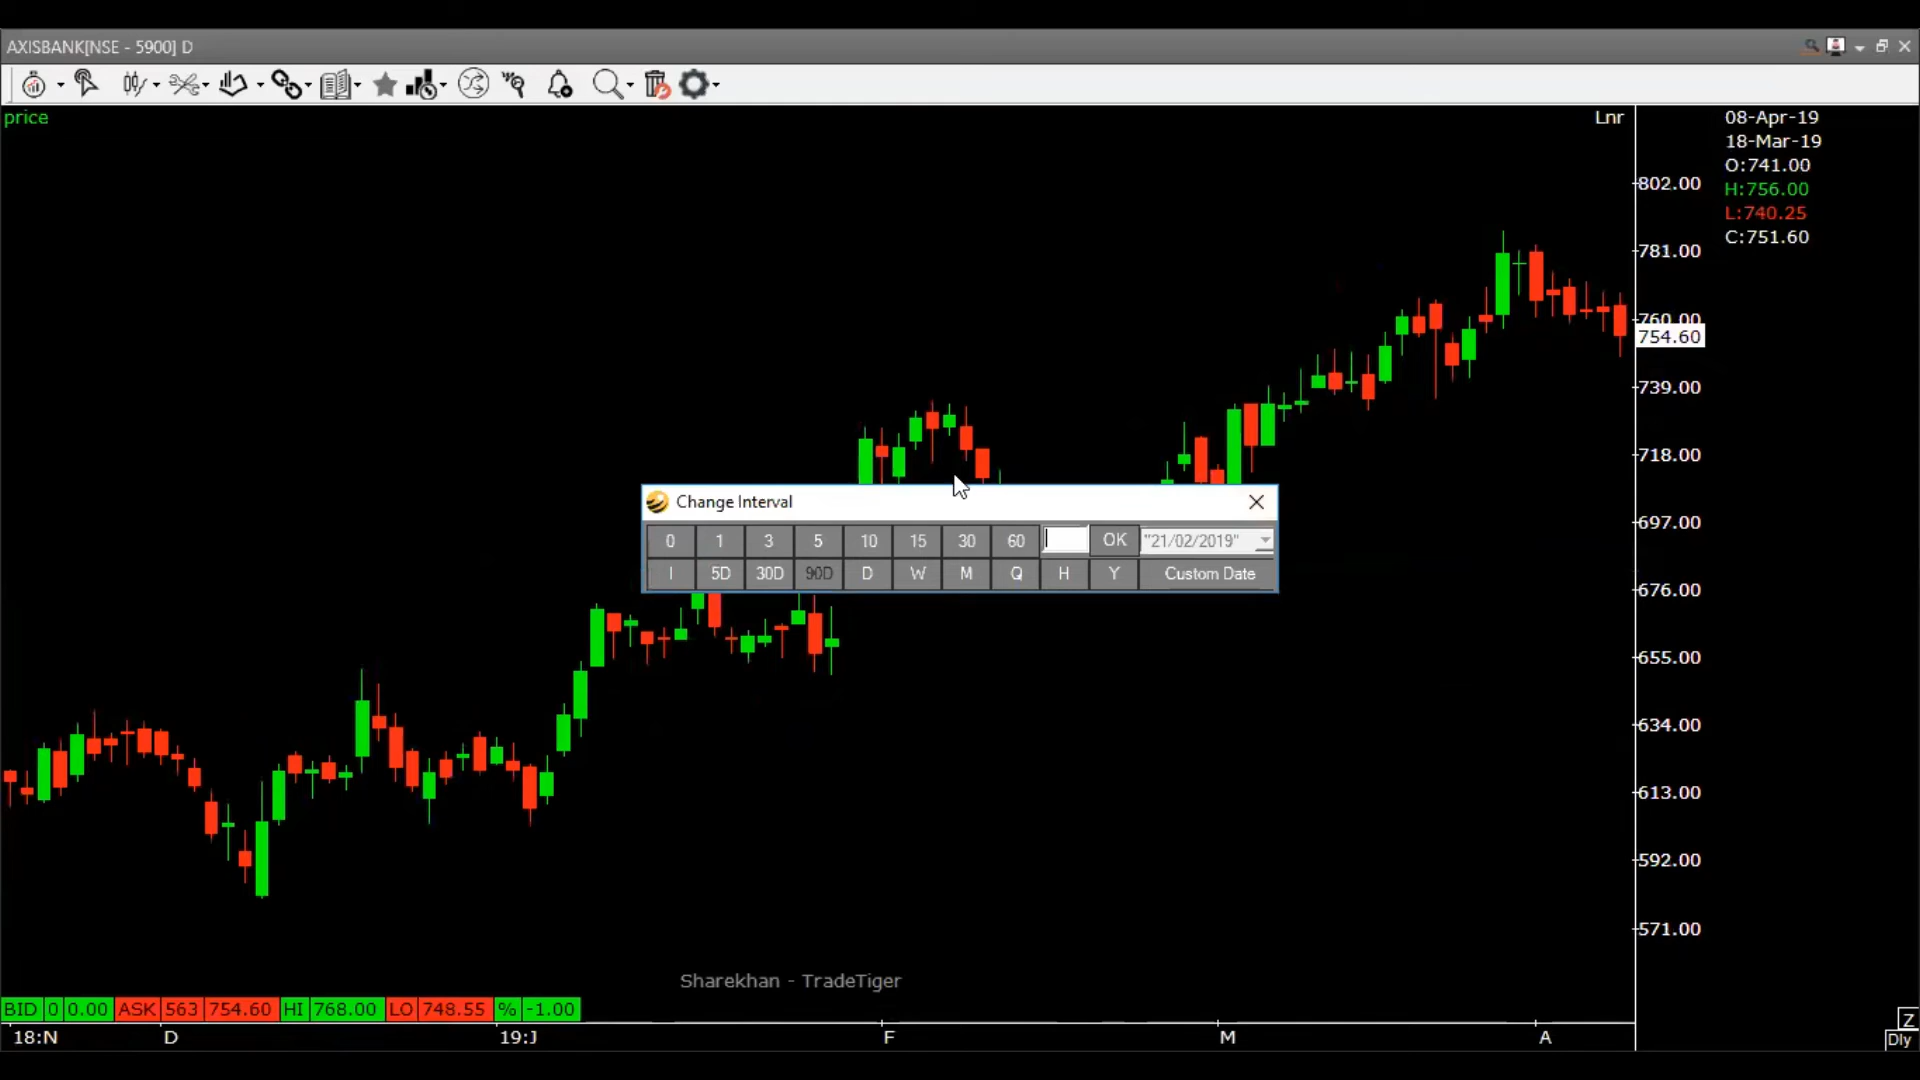 AXISBANK[NSE - 5900] D
price
Lnr
08-Apr-19
18-Mar-19
O:741.00
H:756.00
L:740.25
C:751.60
802.00
781.00
760.00
754.60
739.00
718.00
697.00
676.00
655.00
634.00
613.00
592.00
571.00
Change Interval
0 1 3 5 10 15 30 60 OK "21/02/2019"
I 5D 30D 90D D W M Q H Y Custom Date
Sharekhan - TradeTiger
BID 0 0.00 ASK 563 754.60 HI 768.00 LO 748.55 % -1.00
18:N D 19:J F M A
Z
Dly